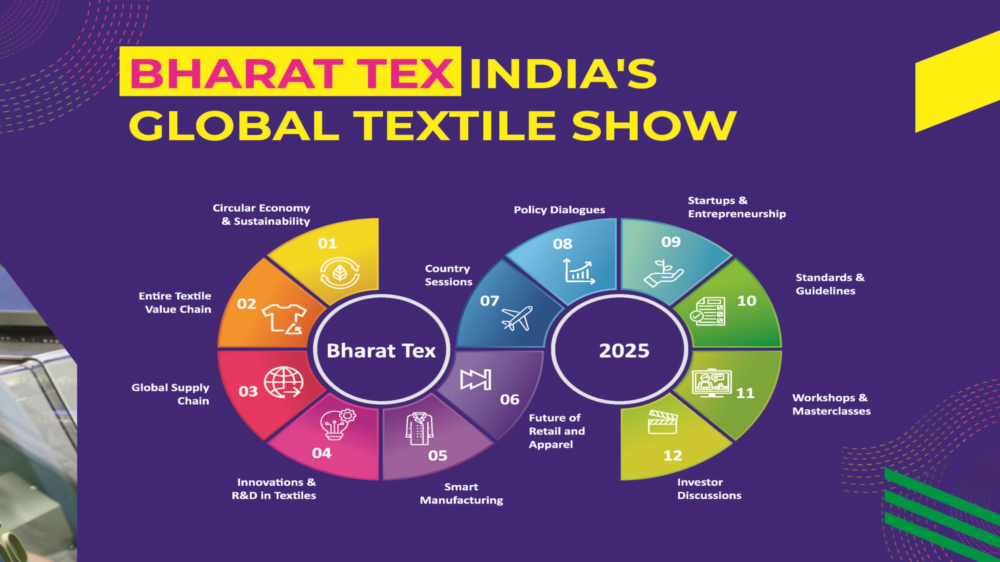 BHARAT TEX INDIA'S
GLOBAL TEXTILE SHOW
Circular Economy
& Sustainability
01
Entire Textile
Value Chain
02
Global Supply
Chain
03
Innovations &
R&D in Textiles
04
Smart
Manufacturing
05
Future of
Retail and
Apparel
06
Country
Sessions
07
Policy Dialogues
08
Startups &
Entrepreneurship
09
Standards &
Guidelines
10
Workshops &
Masterclasses
11
Investor
Discussions
12
Bharat Tex
2025